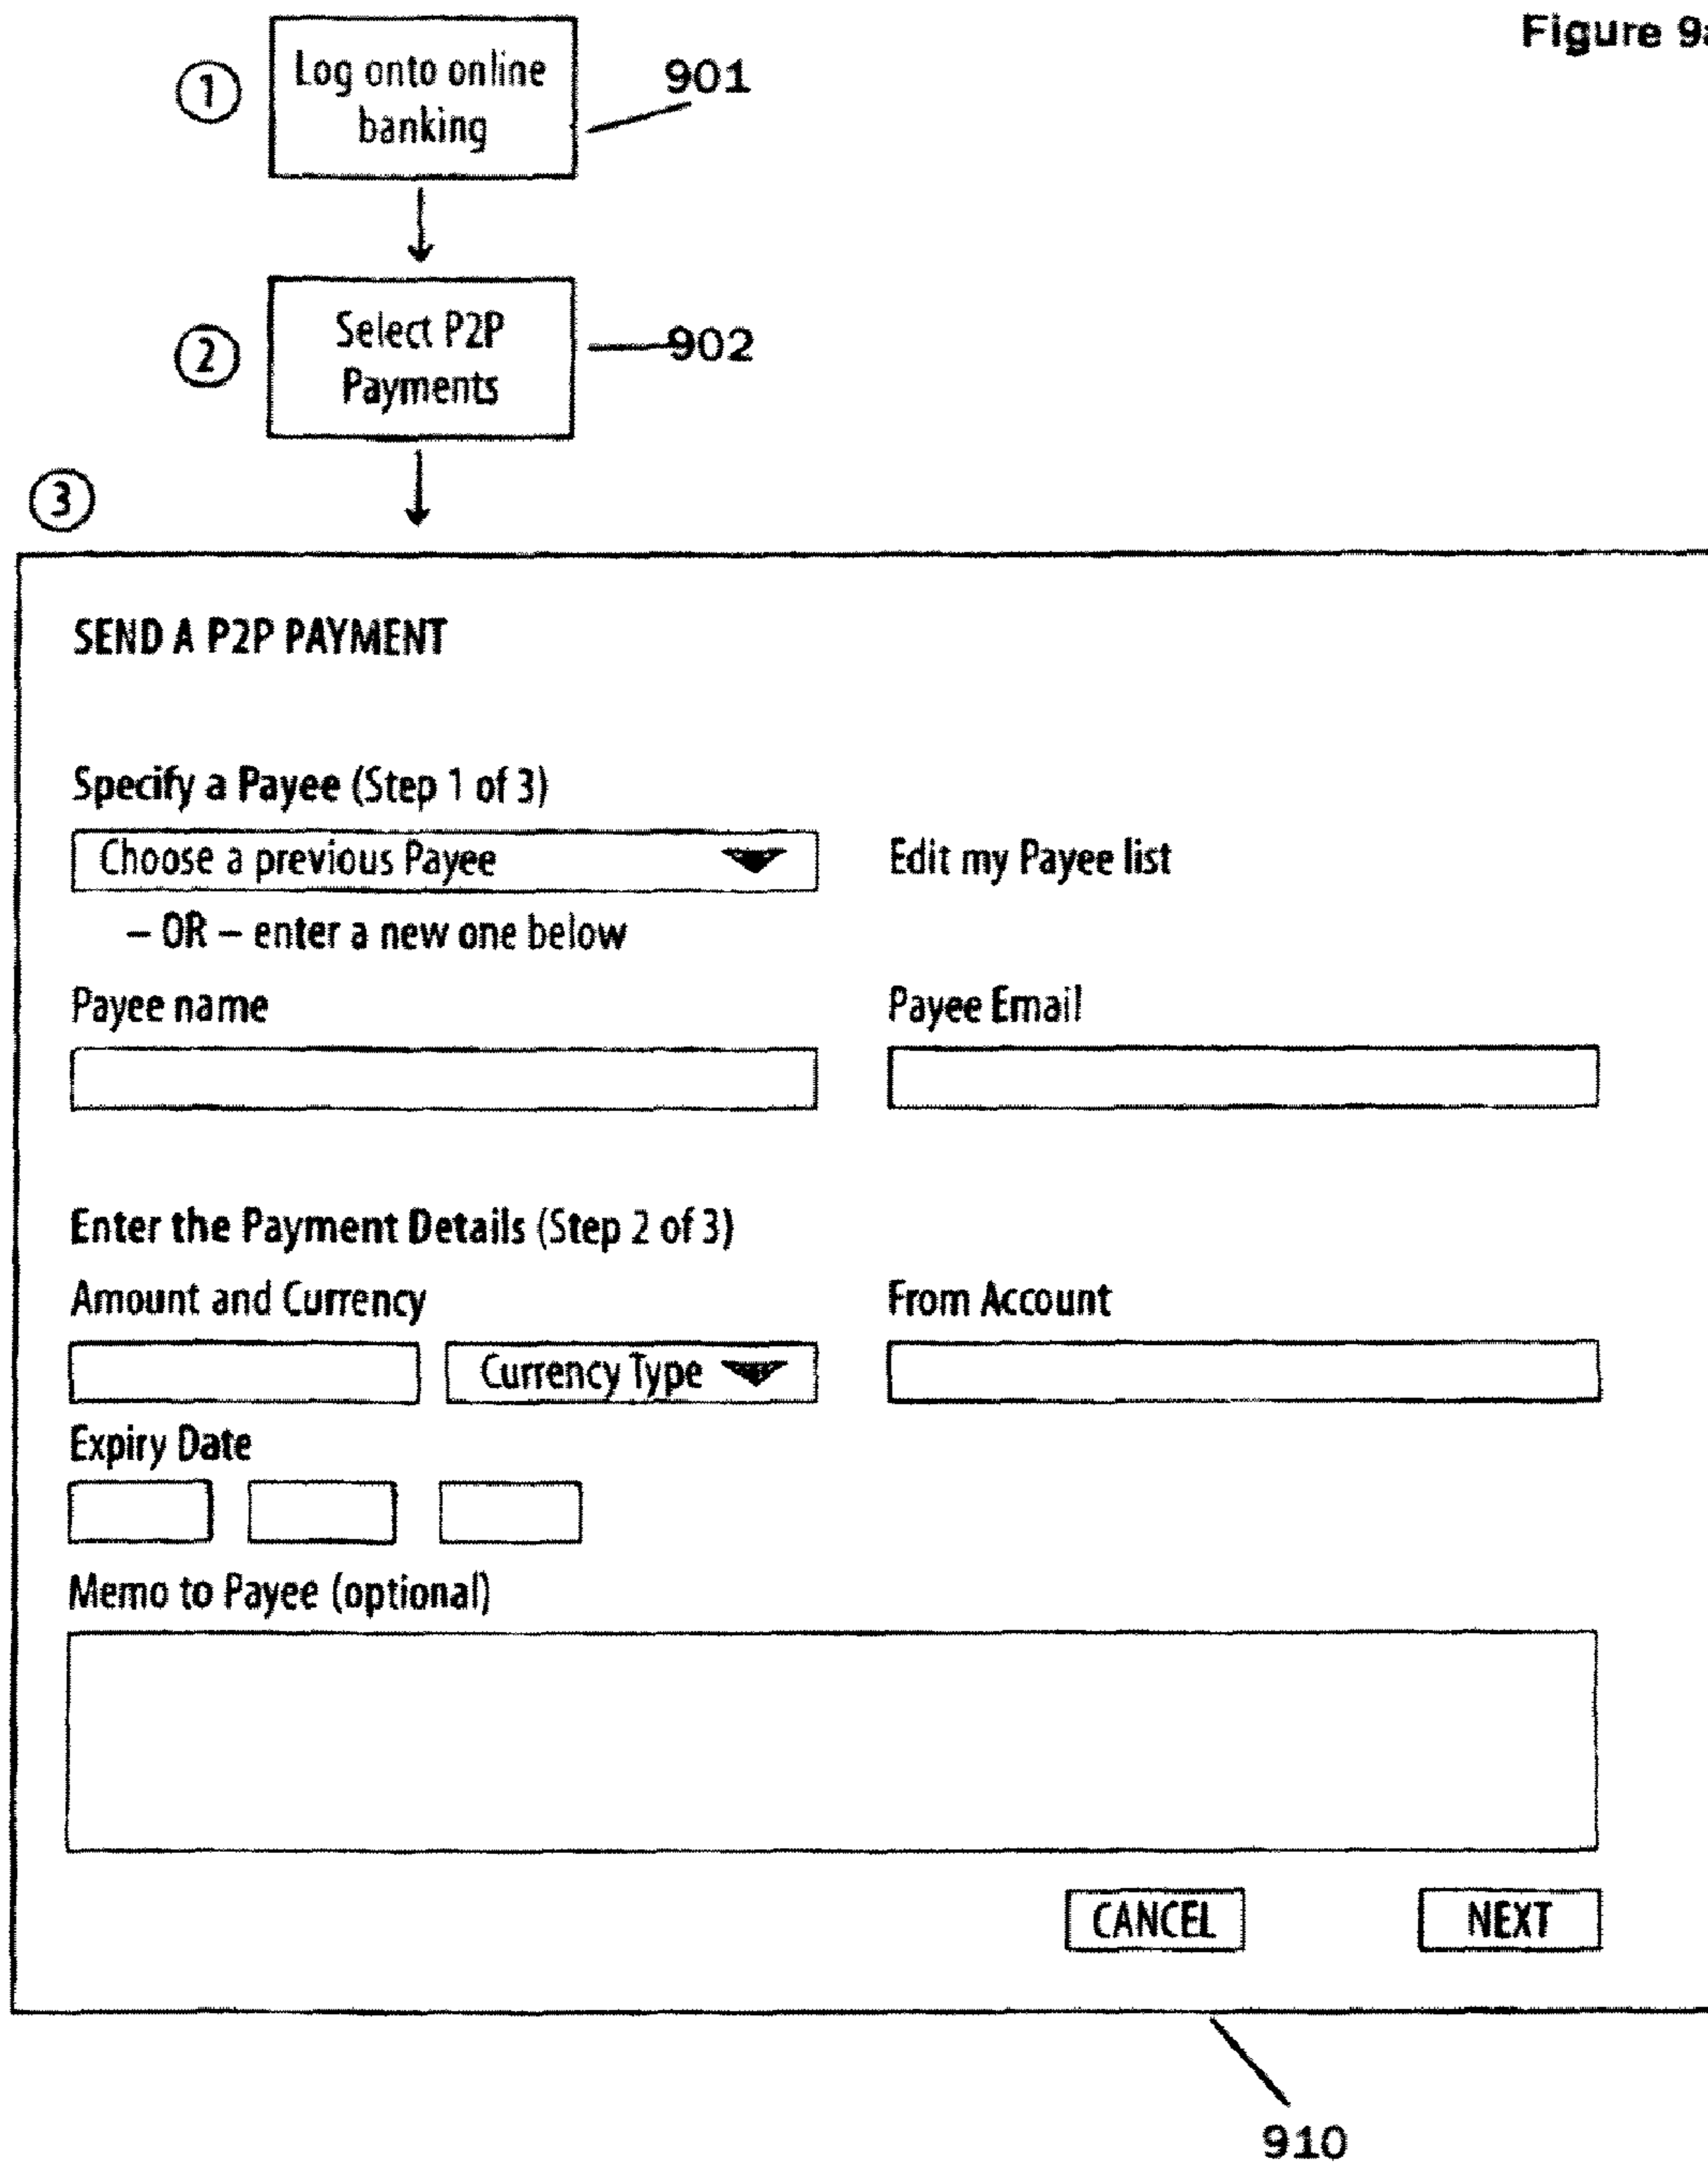 Figure 9a
① Log onto online
banking
901
② Select P2P
Payments
902
③
SEND A P2P PAYMENT
Specify a Payee (Step 1 of 3)
Choose a previous Payee
Edit my Payee list
– OR – enter a new one below
Payee name
Payee Email
Enter the Payment Details (Step 2 of 3)
Amount and Currency
From Account
Currency Type
Expiry Date
Memo to Payee (optional)
CANCEL
NEXT
910